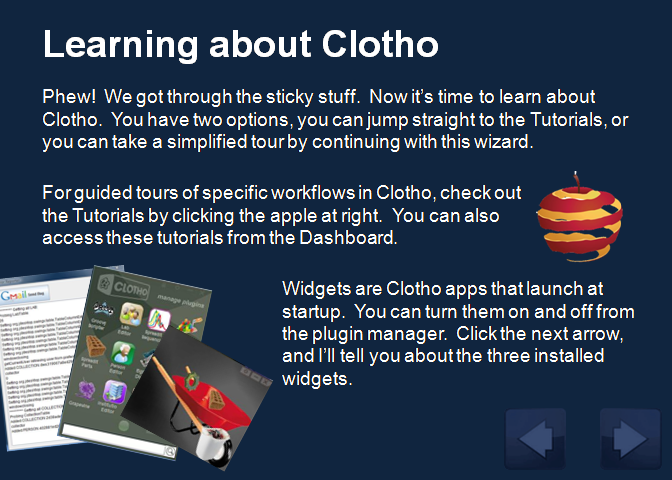 Learning about Clotho
Phew!  We got through the sticky stuff.  Now it's time to learn about
Clotho.  You have two options, you can jump straight to the Tutorials, or
you can take a simplified tour by continuing with this wizard.
For guided tours of specific workflows in Clotho, check out
the Tutorials by clicking the apple at right.  You can also
access these tutorials from the Dashboard.
Widgets are Clotho apps that launch at
startup.  You can turn them on and off from
the plugin manager.  Click the next arrow,
and I'll tell you about the three installed
widgets.
Gmail
CLOTHO
manage plugins
Parts
Person
Editor
Institute
Editor